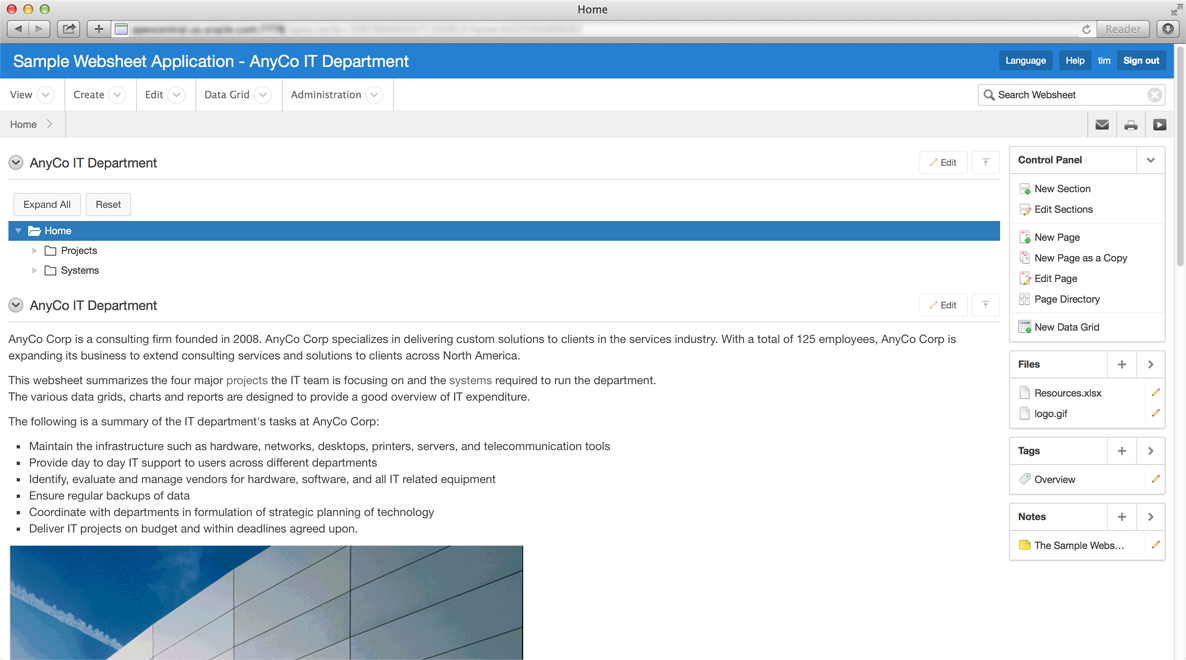 Home
Reader
Sample Websheet Application - AnyCo IT Department
Language
Help
tim
Sign out
View
Create
Edit
Data Grid
Administration
Search Websheet
Home
AnyCo IT Department
Edit
Expand All
Reset
Home
Projects
Systems
AnyCo IT Department
Edit
AnyCo Corp is a consulting firm founded in 2008. AnyCo Corp specializes in delivering custom solutions to clients in the services industry. With a total of 125 employees, AnyCo Corp is
expanding its business to extend consulting services and solutions to clients across North America.
This websheet summarizes the four major projects the IT team is focusing on and the systems required to run the department.
The various data grids, charts and reports are designed to provide a good overview of IT expenditure.
The following is a summary of the IT department's tasks at AnyCo Corp:
Maintain the infrastructure such as hardware, networks, desktops, printers, servers, and telecommunication tools
Provide day to day IT support to users across different departments
Identify, evaluate and manage vendors for hardware, software, and all IT related equipment
Ensure regular backups of data
Coordinate with departments in formulation of strategic planning of technology
Deliver IT projects on budget and within deadlines agreed upon.
Control Panel
New Section
Edit Sections
New Page
New Page as a Copy
Edit Page
Page Directory
New Data Grid
Files
Resources.xlsx
logo.gif
Tags
Overview
Notes
The Sample Webs...